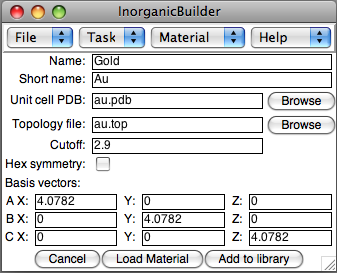 InorganicBuilder
File Task Material Help
Name: Gold
Short name: Au
Unit cell PDB: au.pdb Browse
Topology file: au.top Browse
Cutoff: 2.9
Hex symmetry:
Basis vectors:
A X: 4.0782 Y: 0 Z: 0
B X: 0 Y: 4.0782 Z: 0
C X: 0 Y: 0 Z: 4.0782
Cancel Load Material Add to library